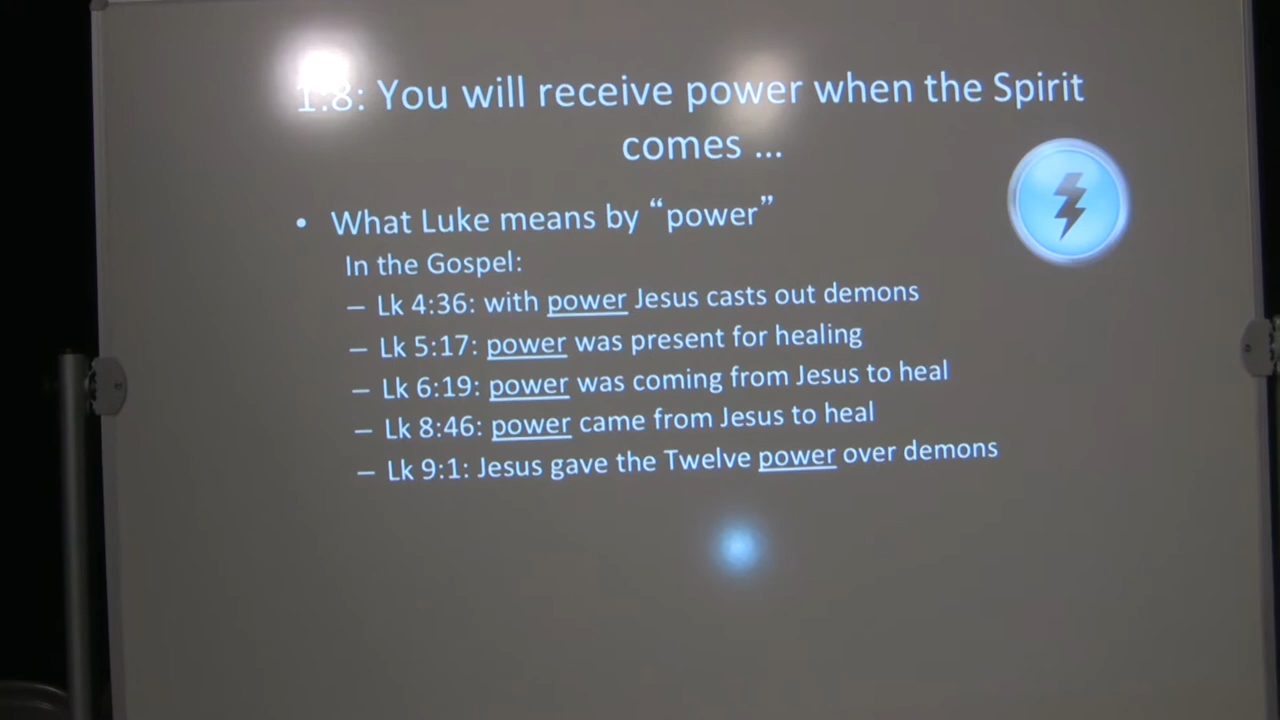 1:8: You will receive power when the Spirit
comes ...
• What Luke means by “power”
In the Gospel:
– Lk 4:36: with power Jesus casts out demons
– Lk 5:17: power was present for healing
– Lk 6:19: power was coming from Jesus to heal
– Lk 8:46: power came from Jesus to heal
– Lk 9:1: Jesus gave the Twelve power over demons